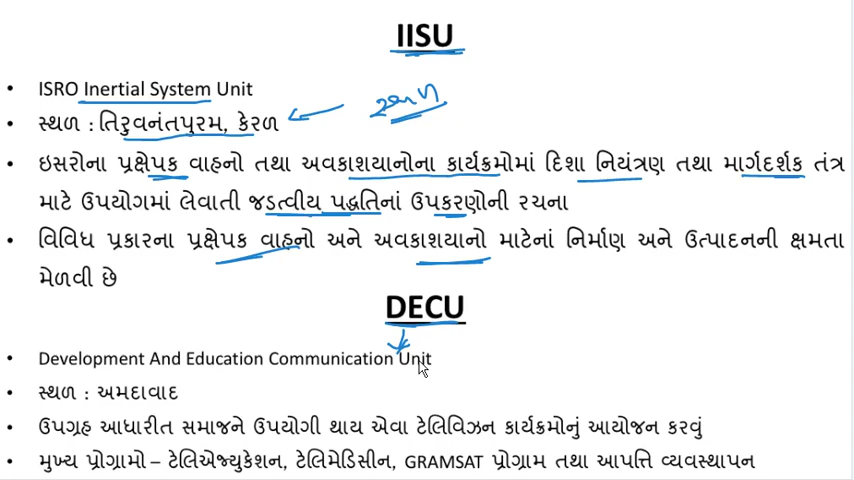 IISU
• ISRO Inertial System Unit
• સ્થળ : તિરુવનંતપુરમ, કેરળ
• ઇસરોના પ્રક્ષેપક વાહનો તથા અવકાશયાનોના કાર્યક્રમોમાં દિશા નિયંત્રણ તથા માર્ગદર્શક તંત્ર
માટે ઉપયોગમાં લેવાતી જડત્વીય પદ્ધતિનાં ઉપકરણોની રચના
• વિવિધ પ્રકારના પ્રક્ષેપક વાહનો અને અવકાશયાનો માટેનાં નિર્માણ અને ઉત્પાદનની ક્ષમતા
મેળવી છે
DECU
• Development And Education Communication Unit
• સ્થળ : અમદાવાદ
• ઉપગ્રહ આધારીત સમાજને ઉપયોગી થાય એવા ટેલિવિઝન કાર્યક્રમોનું આયોજન કરવું
• મુખ્ય પ્રોગ્રામો – ટેલિએજ્યુકેશન, ટેલિમેડિસીન, GRAMSAT પ્રોગ્રામ તથા આપત્તિ વ્યવસ્થાપન